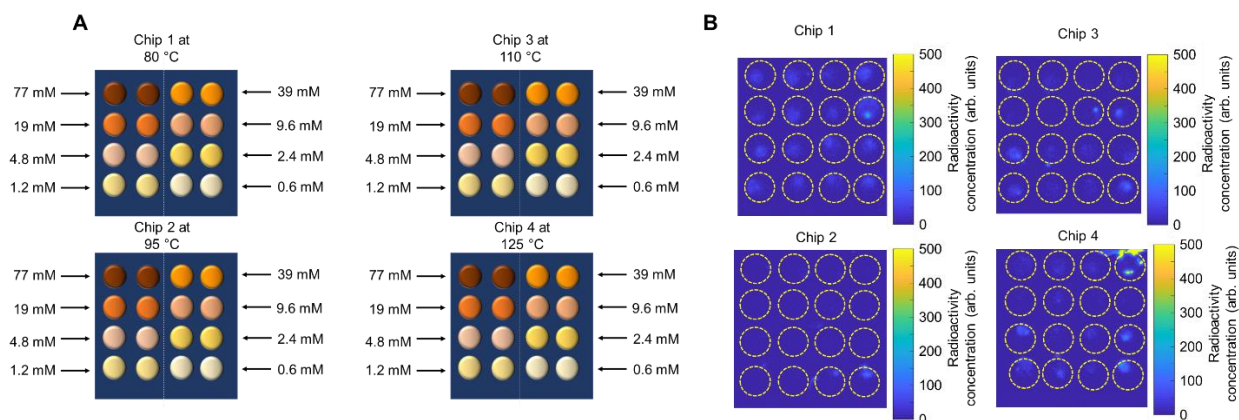 A
Chip 1 at
80 °C
77 mM
39 mM
19 mM
9.6 mM
4.8 mM
2.4 mM
1.2 mM
0.6 mM
Chip 3 at
110 °C
77 mM
39 mM
19 mM
9.6 mM
4.8 mM
2.4 mM
1.2 mM
0.6 mM
Chip 2 at
95 °C
77 mM
39 mM
19 mM
9.6 mM
4.8 mM
2.4 mM
1.2 mM
0.6 mM
Chip 4 at
125 °C
77 mM
39 mM
19 mM
9.6 mM
4.8 mM
2.4 mM
1.2 mM
0.6 mM
B
Chip 1
500
400
300
200
100
0
Radioactivity
concentration (arb. units)
Chip 3
500
400
300
200
100
0
Radioactivity
concentration (arb. units)
Chip 2
500
400
300
200
100
0
Radioactivity
concentration (arb. units)
Chip 4
500
400
300
200
100
0
Radioactivity
concentration (arb. units)